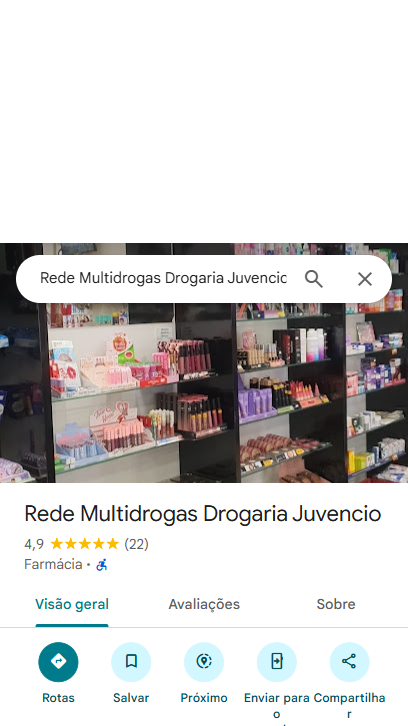 Rede Multidrogas Drogaria Juvencio
Rede Multidrogas Drogaria Juvencio
4,9 (22)
Farmácia ·
Visão geral Avaliações Sobre
Rotas Salvar Próximo Enviar para o Compartilhar